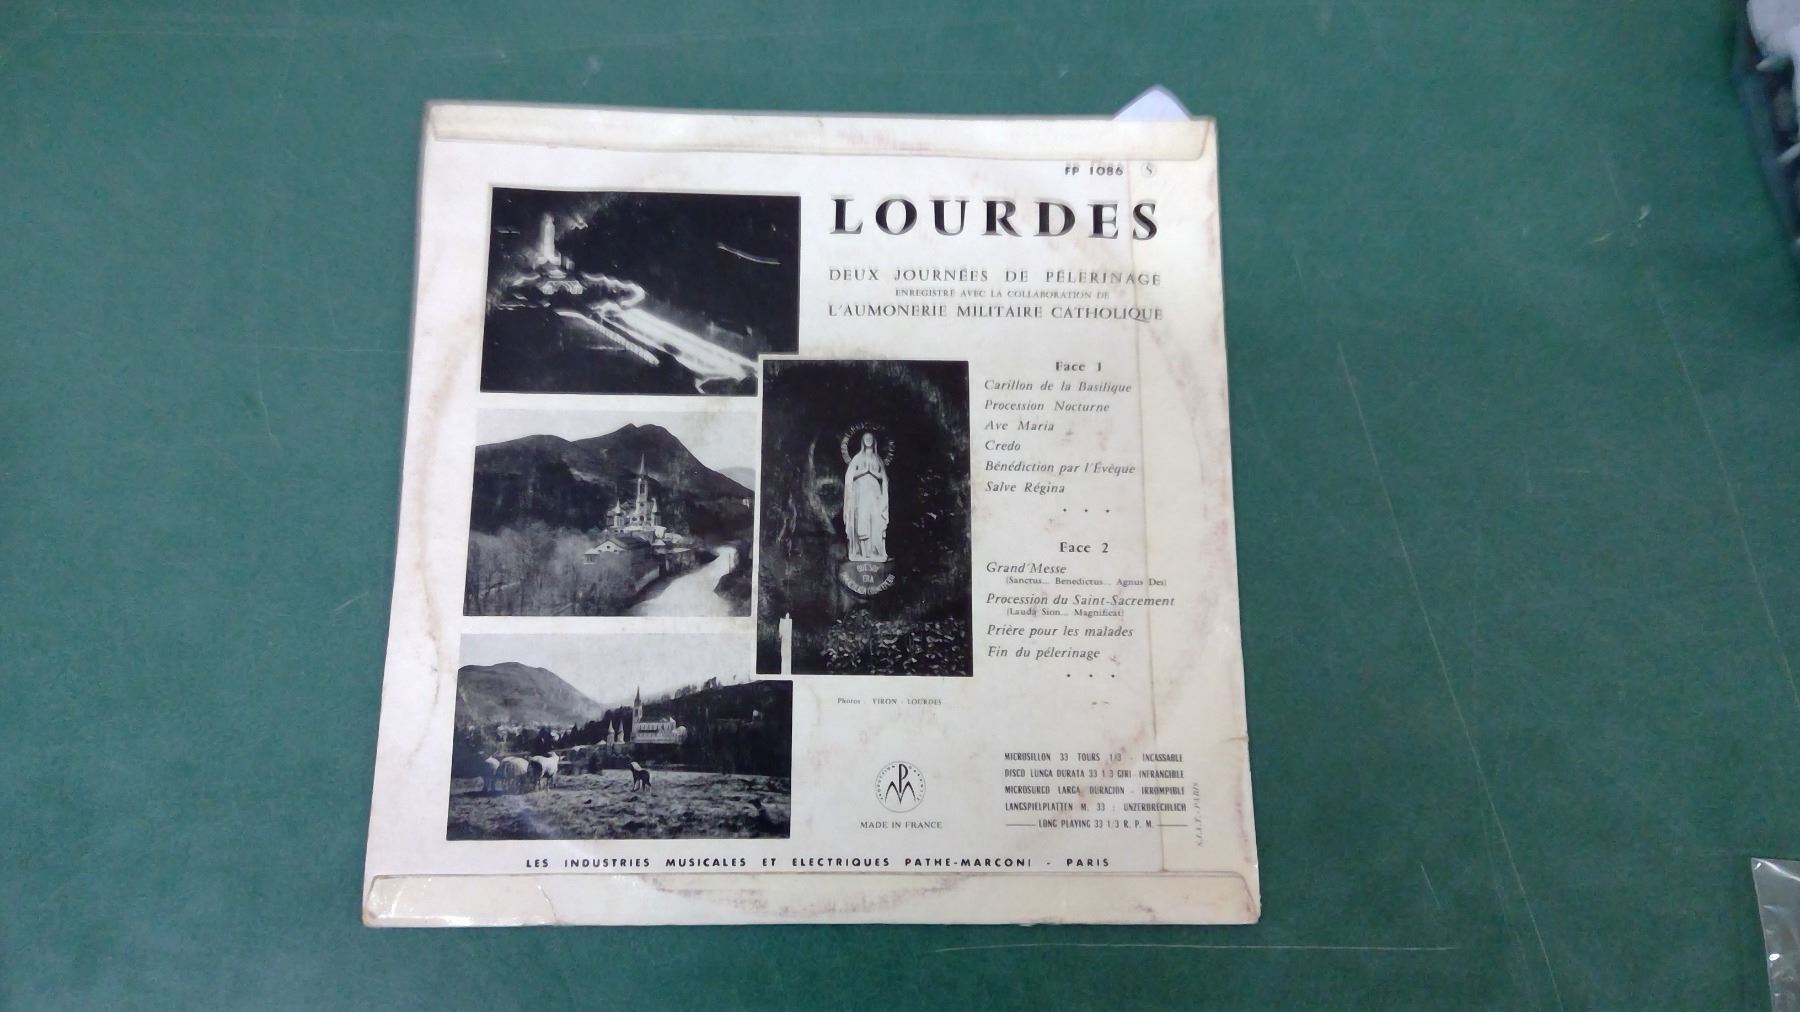 FP 1086 S
LOURDES
DEUX JOURNÉES DE PÉLERINAGE
ENREGISTRÉ AVEC LA COLLABORATION DE
L'AUMONERIE MILITAIRE CATHOLIQUE
Face 1
Carillon de la Basilique
Procession Nocturne
Ave Maria
Credo
Bénédiction par l'Évêque
Salve Régina
Face 2
Grand'Messe
(Sanctus... Benedictus... Agnus Dei)
Procession du Saint-Sacrement
(Lauda Sion... Magnificat)
Prière pour les malades
Fin du pélerinage
Photos : VIRON - LOURDES
MADE IN FRANCE
MICROSILLON 33 TOURS 1/3 - INCASSABLE
DISCO LUNGA DURATA 33 1/3 GIRI - INFRANGIBLE
MICROSURCO LARGA DURACION - IRROMPIBLE
LANGSPIELPLATTEN M. 33 : UNZERBRECHLICH
LONG PLAYING 33 1/3 R. P. M.
LES INDUSTRIES MUSICALES ET ELECTRIQUES PATHE-MARCONI - PARIS